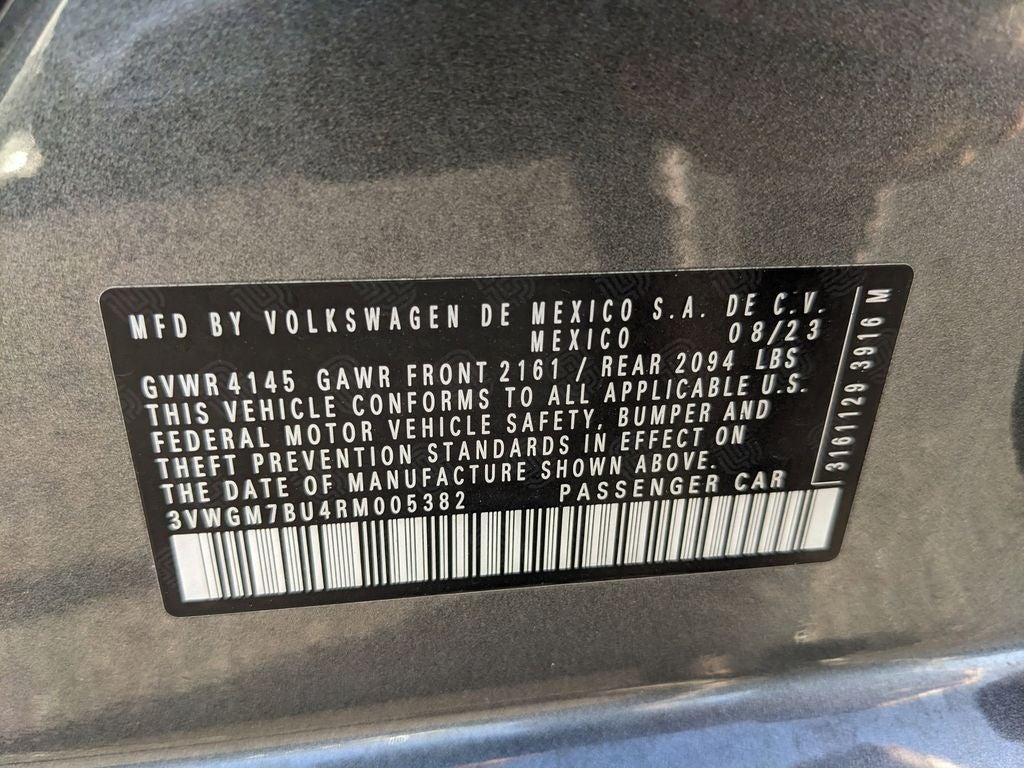 MFD BY VOLKSWAGEN DE MEXICO S.A. DE C.V.
MEXICO 08/23
GVWR 4145 GAWR FRONT 2161 / REAR 2094 LBS
THIS VEHICLE CONFORMS TO ALL APPLICABLE U.S.
FEDERAL MOTOR VEHICLE SAFETY, BUMPER AND
THEFT PREVENTION STANDARDS IN EFFECT ON
THE DATE OF MANUFACTURE SHOWN ABOVE.
3VWGM7BU4RM005382 PASSENGER CAR
3161129 3916 M